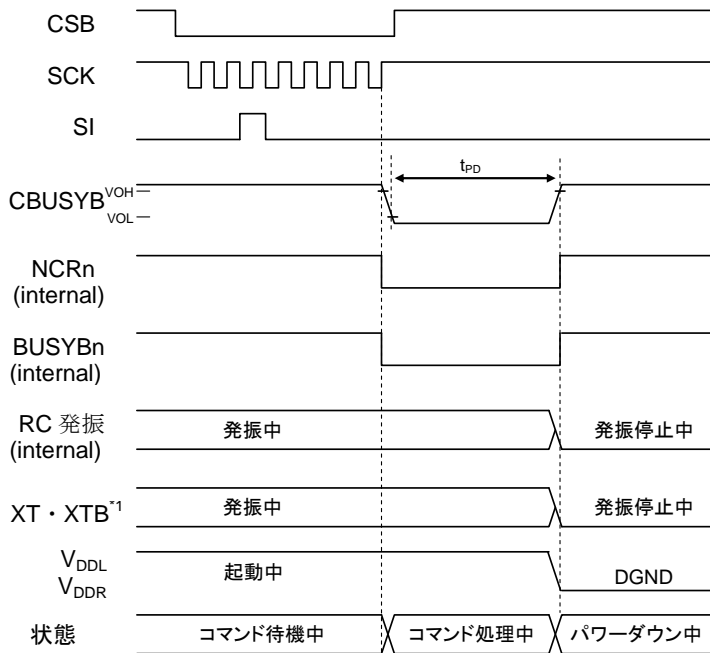 CSB
SCK
SI
tPD
CBUSYB VOH
VOL
NCRn
(internal)
BUSYBn
(internal)
RC 発振
(internal)
発振中
発振停止中
XT・XTB*1
発振中
発振停止中
VDDL
VDDR
起動中
DGND
状態
コマンド待機中
コマンド処理中
パワーダウン中